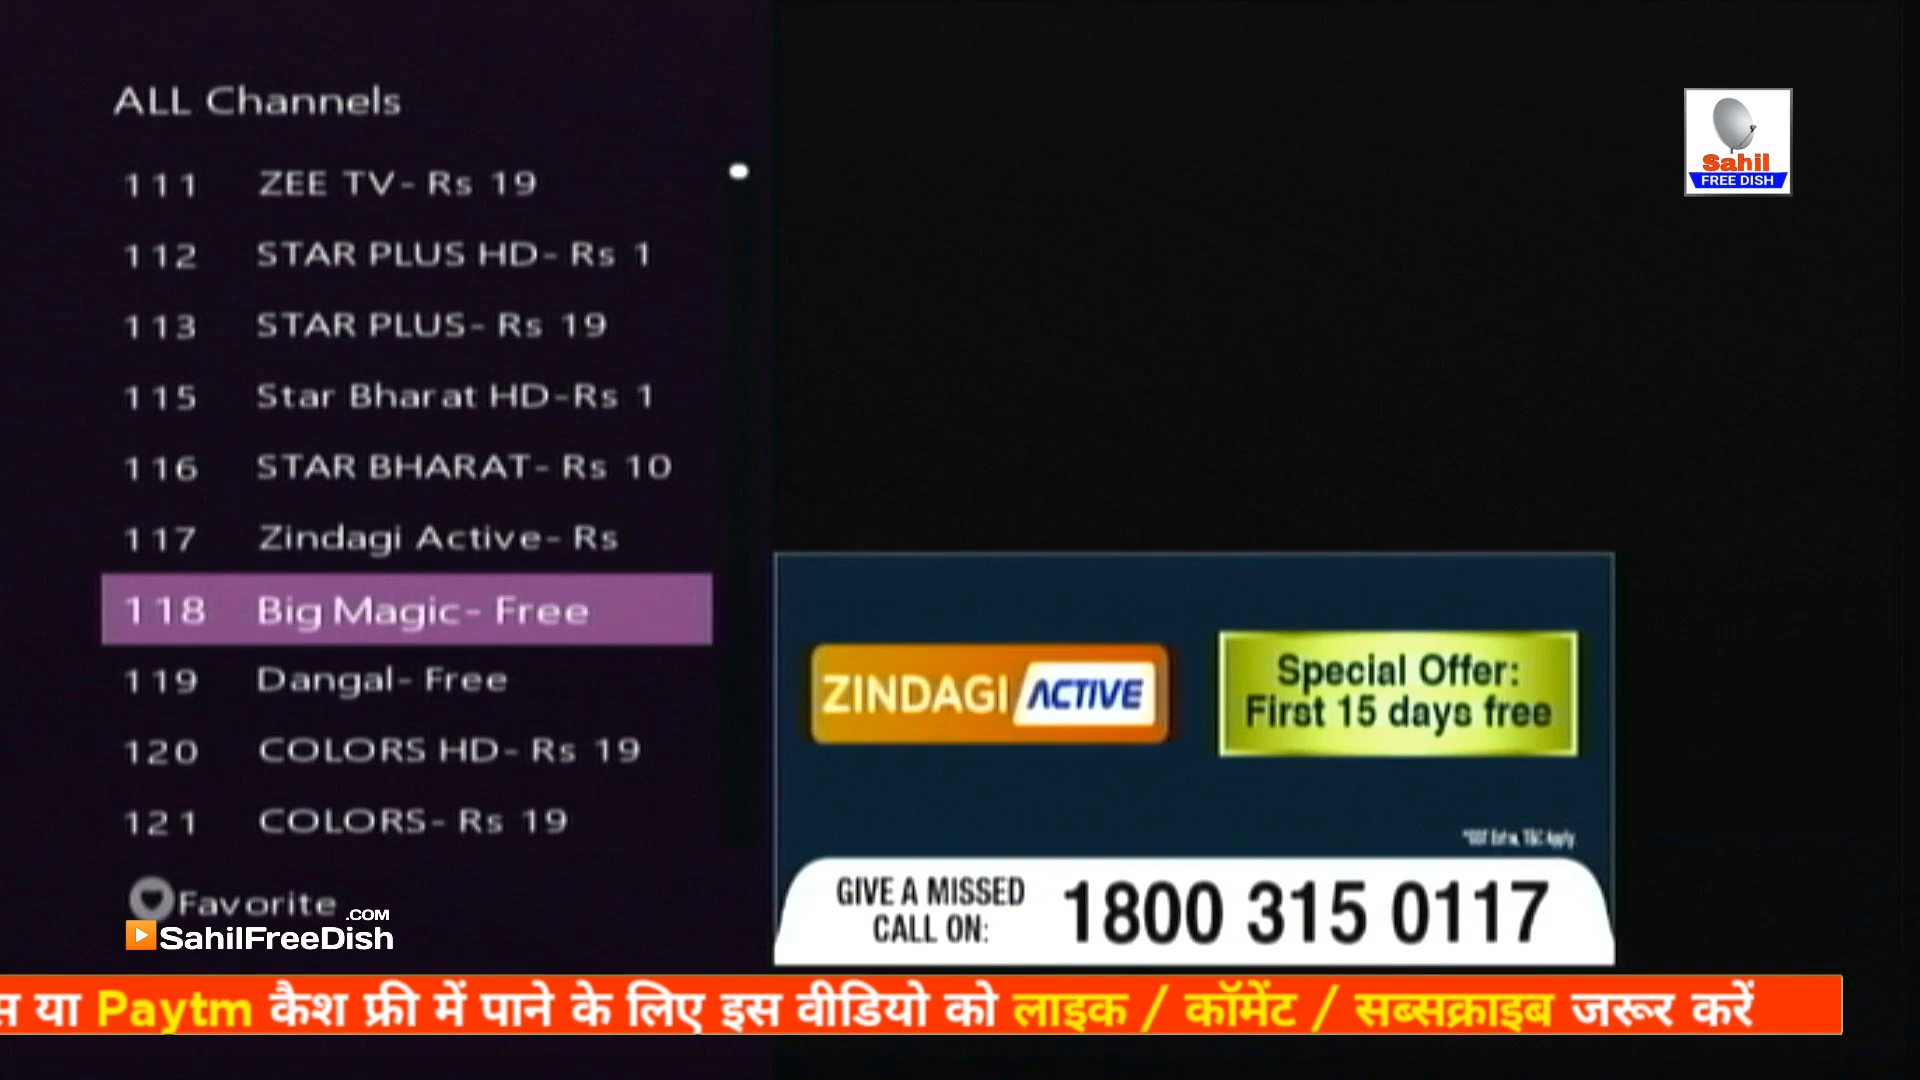 ALL Channels
111 ZEE TV- Rs 19
112 STAR PLUS HD- Rs 1
113 STAR PLUS- Rs 19
115 Star Bharat HD-Rs 1
116 STAR BHARAT- Rs 10
117 Zindagi Active- Rs
118 Big Magic- Free
119 Dangal- Free
120 COLORS HD- Rs 19
121 COLORS- Rs 19
Favorite
.COM
SahilFreeDish
Sahil
FREE DISH
ZINDAGI ACTIVE
Special Offer:
First 15 days free
*GST Extra, T&C Apply
GIVE A MISSED
CALL ON:
1800 315 0117
स या Paytm कैश फ्री में पाने के लिए इस वीडियो को लाइक / कॉमेंट / सब्सक्राइब जरूर करें